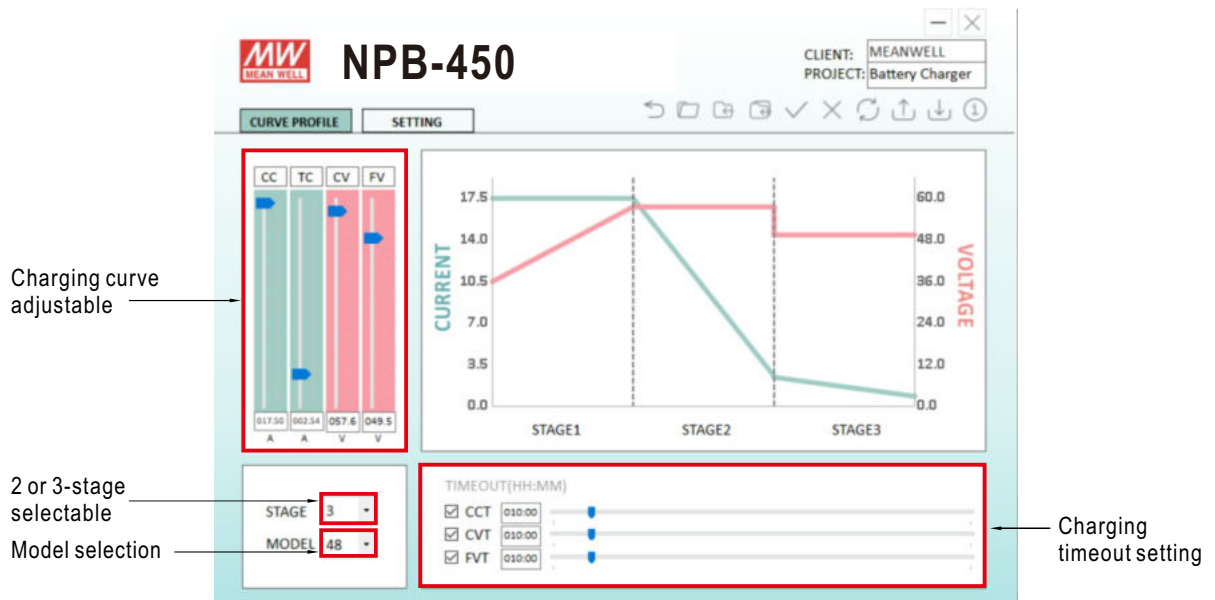 MW
MEAN WELL
NPB-450
CLIENT: MEANWELL
PROJECT: Battery Charger
CURVE PROFILE SETTING
CC TC CV FV
017.50 002.54 057.6 049.5
A A V V
Charging curve
adjustable
CURRENT
17.5
14.0
10.5
7.0
3.5
0.0
60.0
48.0
36.0
24.0
12.0
0.0
VOLTAGE
STAGE1 STAGE2 STAGE3
2 or 3-stage
selectable
Model selection
STAGE 3
MODEL 48
TIMEOUT(HH:MM)
CCT 010:00
CVT 010:00
FVT 010:00
Charging
timeout setting